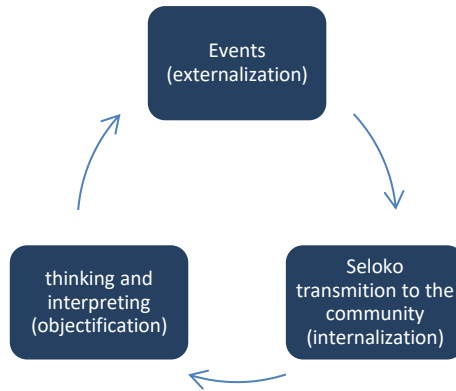 Events
(externalization)
thinking and
interpreting
(objectification)
Seloko
transmition to the
community
(internalization)